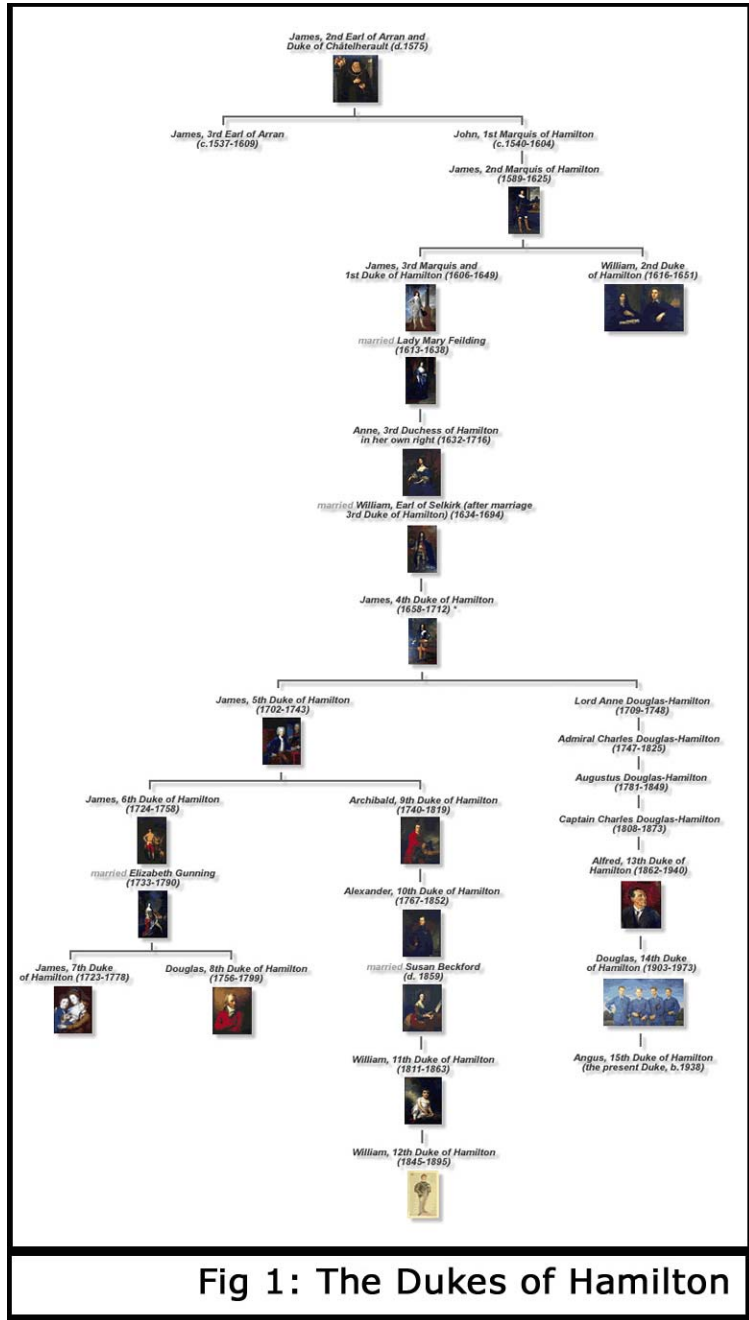 James, 2nd Earl of Arran and
Duke of Châtelherault (d.1575)
James, 3rd Earl of Arran
(c.1537-1609)
John, 1st Marquis of Hamilton
(c.1540-1604)
James, 2nd Marquis of Hamilton
(1589-1625)
James, 3rd Marquis and
1st Duke of Hamilton (1606-1649)
William, 2nd Duke
of Hamilton (1616-1651)
married Lady Mary Feilding
(1613-1638)
Anne, 3rd Duchess of Hamilton
in her own right (1632-1716)
married William, Earl of Selkirk (after marriage
3rd Duke of Hamilton) (1634-1694)
James, 4th Duke of Hamilton
(1658-1712) *
James, 5th Duke of Hamilton
(1702-1743)
Lord Anne Douglas-Hamilton
(1709-1748)
Admiral Charles Douglas-Hamilton
(1747-1825)
Augustus Douglas-Hamilton
(1781-1849)
Captain Charles Douglas-Hamilton
(1808-1873)
James, 6th Duke of Hamilton
(1724-1758)
Archibald, 9th Duke of Hamilton
(1740-1819)
Alfred, 13th Duke of
Hamilton (1862-1940)
married Elizabeth Gunning
(1733-1790)
Alexander, 10th Duke of Hamilton
(1767-1852)
James, 7th Duke
of Hamilton (1723-1778)
Douglas, 8th Duke of Hamilton
(1756-1799)
married Susan Beckford
(d. 1859)
Douglas, 14th Duke
of Hamilton (1903-1973)
William, 11th Duke of Hamilton
(1811-1863)
Angus, 15th Duke of Hamilton
(the present Duke, b.1938)
William, 12th Duke of Hamilton
(1845-1895)
Fig 1: The Dukes of Hamilton